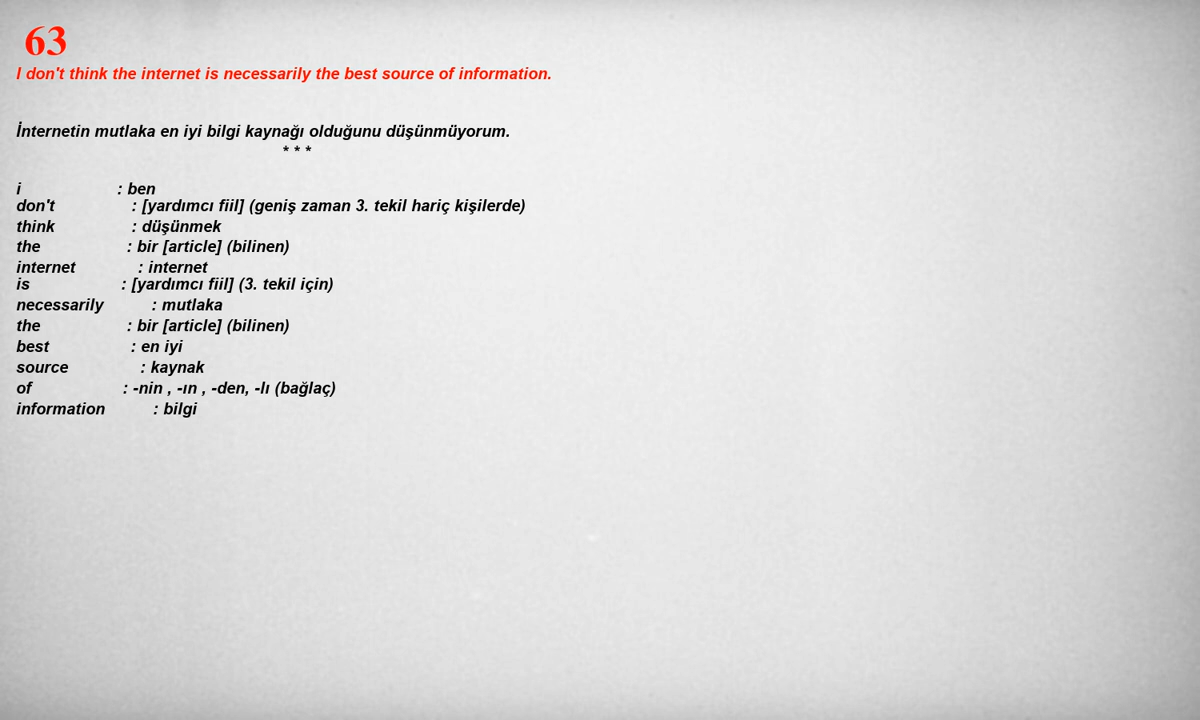 63
I don't think the internet is necessarily the best source of information.
İnternetin mutlaka en iyi bilgi kaynağı olduğunu düşünmüyorum.
* * *
i : ben
don't : [yardımcı fiil] (geniş zaman 3. tekil hariç kişilerde)
think : düşünmek
the : bir [article] (bilinen)
internet : internet
is : [yardımcı fiil] (3. tekil için)
necessarily : mutlaka
the : bir [article] (bilinen)
best : en iyi
source : kaynak
of : -nin , -ın , -den, -lı (bağlaç)
information : bilgi